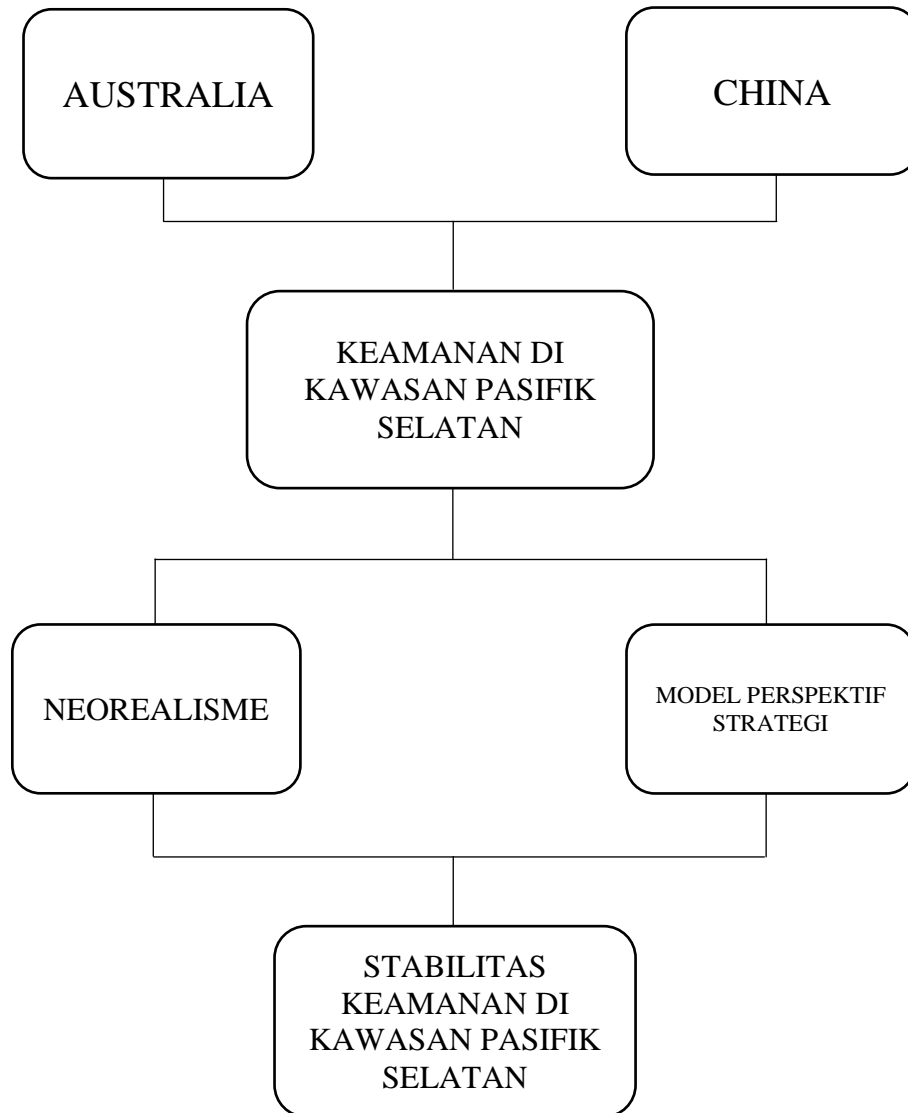 AUSTRALIA
CHINA
KEAMANAN DI
KAWASAN PASIFIK
SELATAN
NEOREALISME
MODEL PERSPEKTIF
STRATEGI
STABILITAS
KEAMANAN DI
KAWASAN PASIFIK
SELATAN